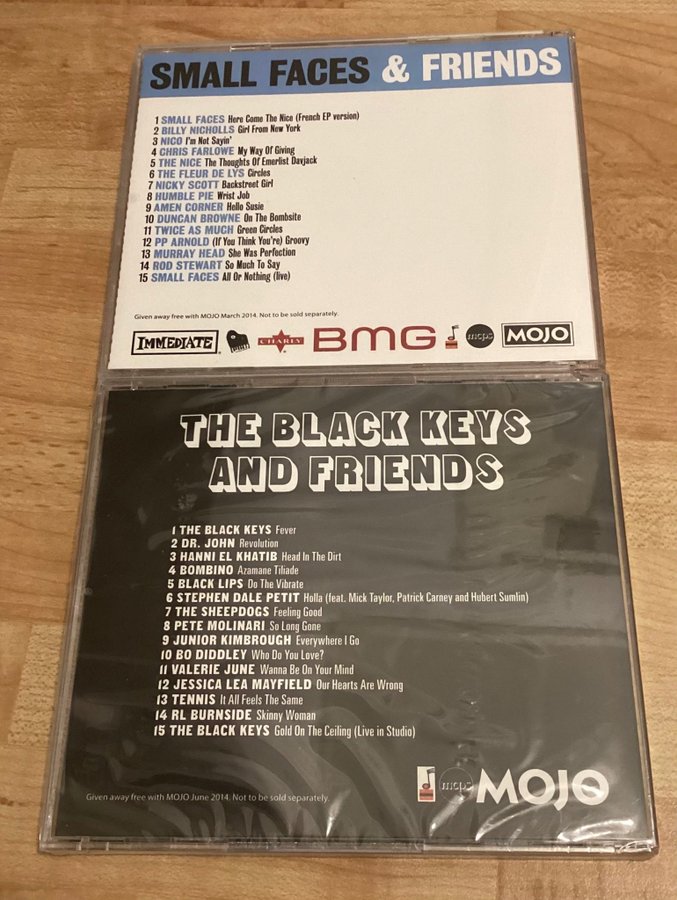 SMALL FACES & FRIENDS
1 SMALL FACES Here Come The Nice (French EP version)
2 BILLY NICHOLLS Girl From New York
3 NICO I'm Not Sayin'
4 CHRIS FARLOWE My Way Of Giving
5 THE NICE The Thoughts Of Emerlist Davjack
6 THE FLEUR DE LYS Circles
7 NICKY SCOTT Backstreet Girl
8 HUMBLE PIE Wrist Job
9 AMEN CORNER Hello Susie
10 DUNCAN BROWNE On The Bombsite
11 TWICE AS MUCH Green Circles
12 PP ARNOLD (If You Think You're) Groovy
13 MURRAY HEAD She Was Perfection
14 ROD STEWART So Much To Say
15 SMALL FACES All Or Nothing (live)
Given away free with MOJO March 2014. Not to be sold separately.
IMMEDIATE CHARLY BMG mcps MOJO
THE BLACK KEYS
AND FRIENDS
1 THE BLACK KEYS Fever
2 DR. JOHN Revolution
3 HANNI EL KHATIB Head In The Dirt
4 BOMBINO Azamane Tiliade
5 BLACK LIPS Do The Vibrate
6 STEPHEN DALE PETIT Holla (feat. Mick Taylor, Patrick Carney and Hubert Sumlin)
7 THE SHEEPDOGS Feeling Good
8 PETE MOLINARI So Long Gone
9 JUNIOR KIMBROUGH Everywhere I Go
10 BO DIDDLEY Who Do You Love?
11 VALERIE JUNE Wanna Be On Your Mind
12 JESSICA LEA MAYFIELD Our Hearts Are Wrong
13 TENNIS It All Feels The Same
14 RL BURNSIDE Skinny Woman
15 THE BLACK KEYS Gold On The Ceiling (Live in Studio)
Given away free with MOJO June 2014. Not to be sold separately.
mcps MOJO